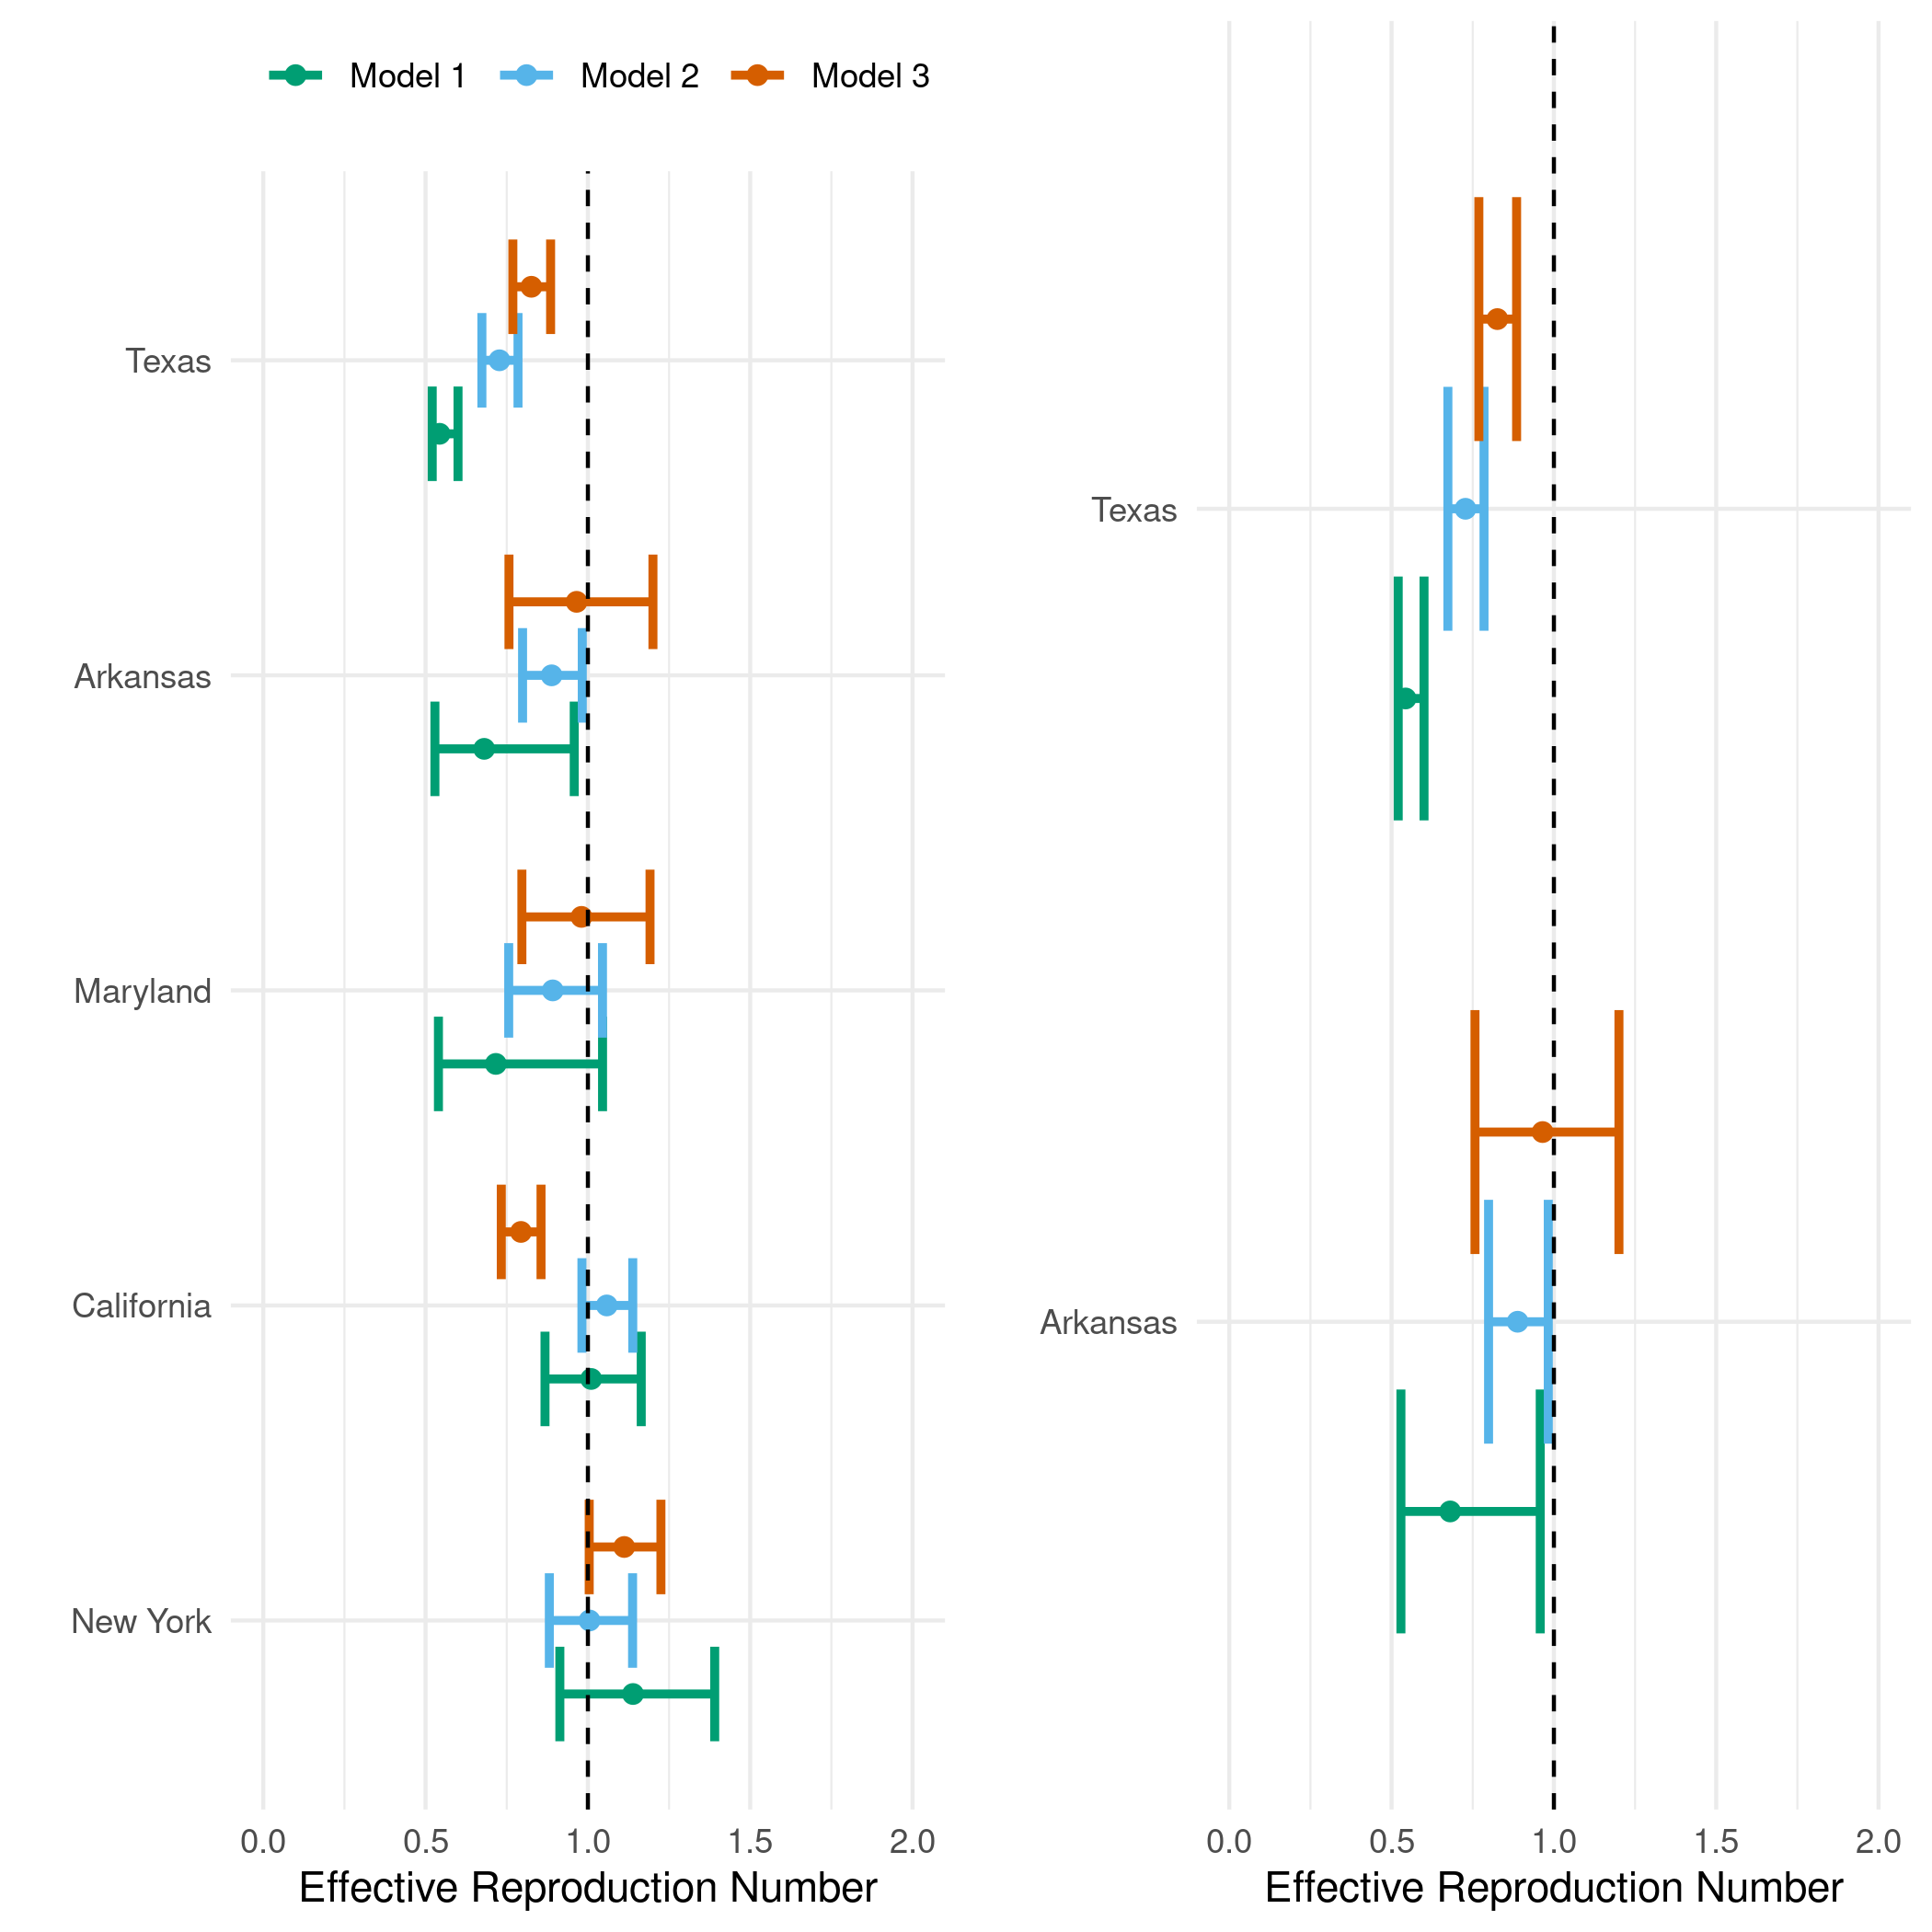 Model 1 Model 2 Model 3
Texas
Arkansas
Maryland
California
New York
0.0 0.5 1.0 1.5 2.0
Effective Reproduction Number
Texas
Arkansas
0.0 0.5 1.0 1.5 2.0
Effective Reproduction Number